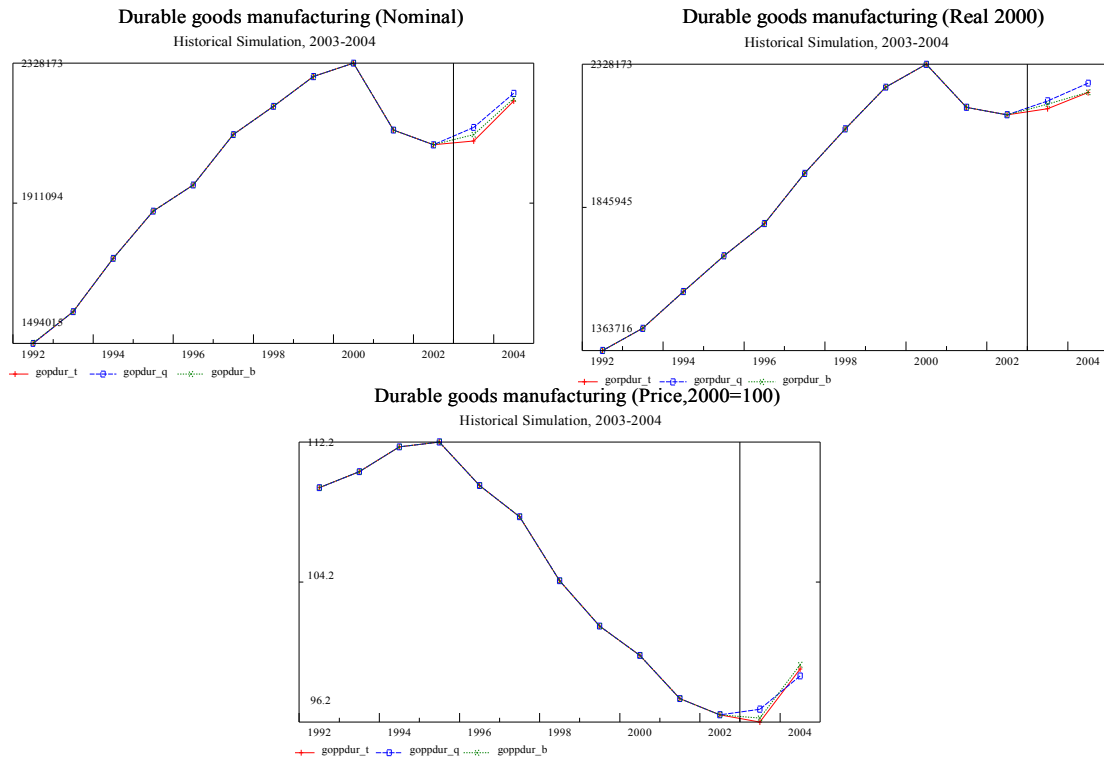 Durable goods manufacturing (Nominal)
Historical Simulation, 2003-2004
2328173
1911094
1494015
1992 1994 1996 1998 2000 2002 2004
gopdur_t gopdur_q gopdur_b
Durable goods manufacturing (Real 2000)
Historical Simulation, 2003-2004
2328173
1845945
1363716
1992 1994 1996 1998 2000 2002 2004
gorpdur_t gorpdur_q gorpdur_b
Durable goods manufacturing (Price,2000=100)
Historical Simulation, 2003-2004
112.2
104.2
96.2
1992 1994 1996 1998 2000 2002 2004
goppdur_t goppdur_q goppdur_b